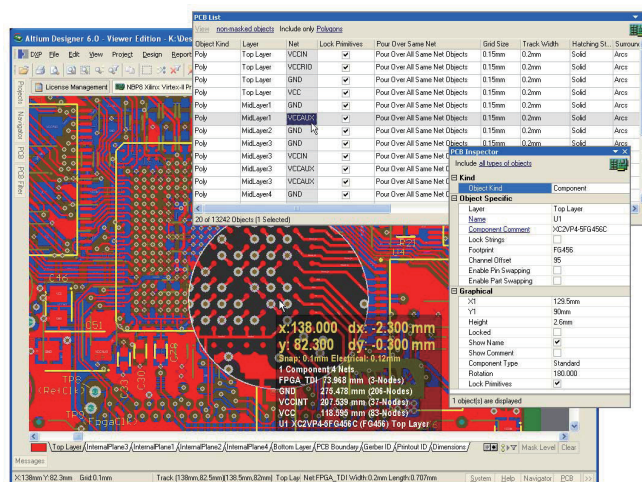 Altium Designer 6.0 - Viewer Edition - K:\Des
DXP File Edit View Project Design Report
License Management NBP8 Xilinx Virtex-II Pr
Projects
Navigator
PCB
PCB Filter
PCB List
View non-masked objects Include only Polygons
Object Kind Layer Net Lock Primitives Pour Over Same Net Grid Size Track Width Hatching St... Surroun
Poly Top Layer VCCIN Pour Over All Same Net Objects 0.15mm 0.2mm Solid Arcs
Poly Top Layer VCCRIO Pour Over All Same Net Objects 0.15mm 0.2mm Solid Arcs
Poly Top Layer GND Pour Over All Same Net Objects 0.15mm 0.2mm Solid Arcs
Poly Top Layer VCC Pour Over All Same Net Objects 0.15mm 0.2mm Solid Arcs
Poly MidLayer1 GND Pour Over All Same Net Objects 0.15mm 0.2mm Solid Arcs
Poly MidLayer1 VCCAUX Pour Over All Same Net Objects 0.15mm 0.2mm Solid Arcs
Poly MidLayer2 GND Pour Over All Same Net Objects 0.15mm 0.2mm Solid Arcs
Poly MidLayer3 GND Pour Over All Same Net O
Poly MidLayer3 VCCIN Pour Over All Same Net O
Poly MidLayer3 VCCAUX Pour Over All Same Net O
Poly MidLayer3 VCCAUX Pour Over All Same Net O
Poly MidLayer4 GND Pour Over All Same Net O
20 of 13242 Objects (1 Selected)
PCB Inspector
Include all types of objects
Kind
Object Kind Component
Object Specific
Layer Top Layer
Name U1
Component Comment XC2VP4-5FG456C
Lock Strings
Footprint FG456
Channel Offset 95
Enable Pin Swapping
Enable Part Swapping
Graphical
X1 129.5mm
Y1 90mm
Height 2.6mm
Locked
Show Name
Show Comment
Component Type Standard
Rotation 180.000
Lock Primitives
1 object(s) are displayed
R21
C46
C51
C33
C28
TP8
(RetClk)
TP9
(FpgaClk)
x:138.000 dx: -2.300 mm
y: 82.300 dy: -0.300 mm
Snap: 0.1mm Electrical: 0.12mm
1 Component 4 Nets
FPGA_TDI 73.968 mm (3-Nodes)
GND 275.478 mm (206-Nodes)
VCCINT 207.539 mm (37-Nodes)
VCC 118.595 mm (83-Nodes)
U1 XC2VP4-5FG456C (FG456) Top Layer
Top Layer InternalPlane3 InternalPlane1 InternalPlane2 InternalPlane4 Bottom Layer PCB Boundary Gerber ID Printout ID Dimensions Mask Level Clear
Messages
X:138mm Y:82.3mm Grid:0.1mm Track (138mm,82.5mm)(138.5mm,82mm) Top Lay Net:FPGA_TDI Width:0.2mm Length:0.707mm System Help Navigator PCB >>